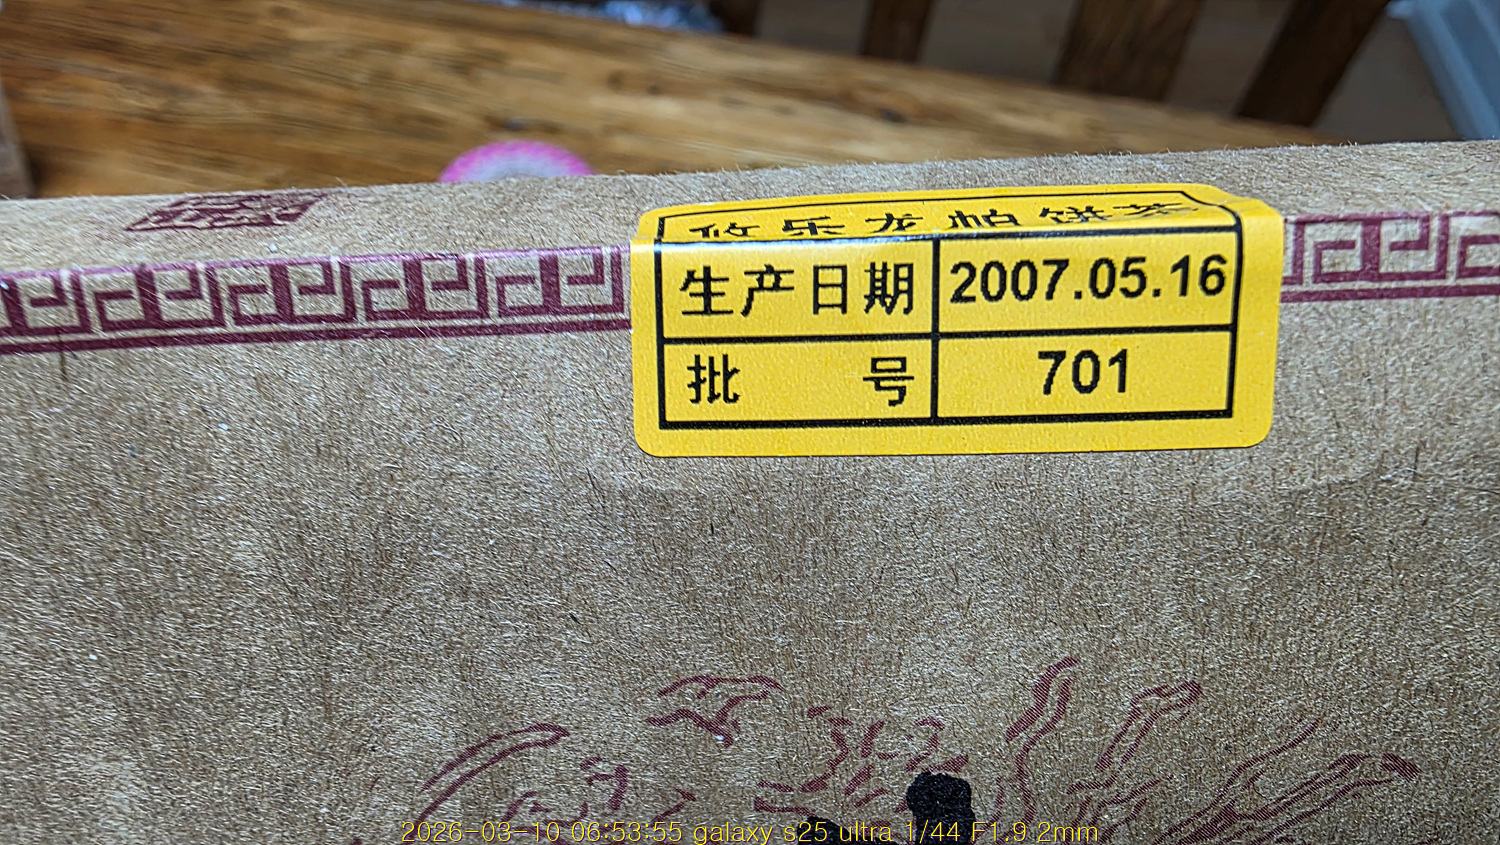 攸乐龙帕饼茶
生产日期 2007.05.16
批号 701
2026-03-10 06:53:55 galaxy s25 ultra 1/44 F1.9 2mm